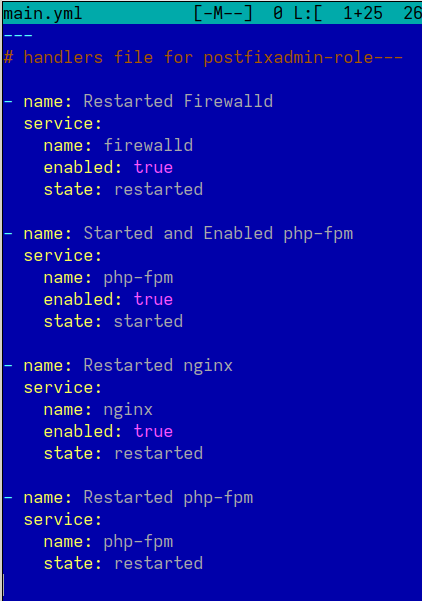 main.yml [-M--] 0 L:[ 1+25 26
---
# handlers file for postfixadmin-role---
- name: Restarted Firewalld
  service:
    name: firewalld
    enabled: true
    state: restarted
- name: Started and Enabled php-fpm
  service:
    name: php-fpm
    enabled: true
    state: started
- name: Restarted nginx
  service:
    name: nginx
    enabled: true
    state: restarted
- name: Restarted php-fpm
  service:
    name: php-fpm
    state: restarted